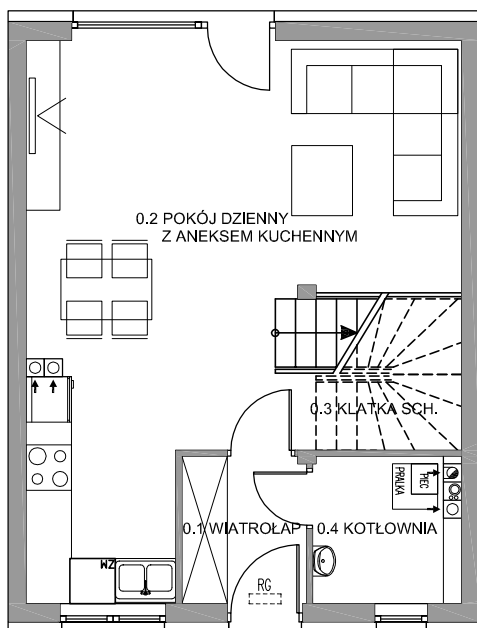 0.2 POKÓJ DZIENNY
Z ANEKSEM KUCHENNYM
0.3 KLATKA SCH.
PRALKA
PIEC
0.1 WIATROŁAP
0.4 KOTŁOWNIA
WZ
RG